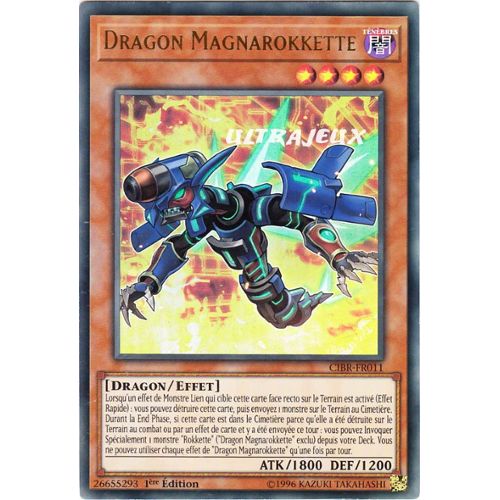 DRAGON MAGNAROKKETTE
TÉNÈBRES
闇
ULTRAJEUX
CIBR-FR011
[DRAGON/EFFET]
Lorsqu'un effet de Monstre Lien qui cible cette carte face recto sur le Terrain est activé (Effet
Rapide) : vous pouvez détruire cette carte, puis envoyez 1 monstre sur le Terrain au Cimetière.
Durant la End Phase, si cette carte est dans le Cimetière parce qu'elle a été détruite sur le
Terrain au combat ou par un effet de carte et y a été envoyée ce tour : vous pouvez Invoquer
Spécialement 1 monstre "Rokkette" ("Dragon Magnarokkette" exclu) depuis votre Deck. Vous
ne pouvez utiliser chaque effet de "Dragon Magnarokkette" qu'une fois par tour.
ATK/1800 DEF/1200
26655293 1ère Édition ©1996 KAZUKI TAKAHASHI